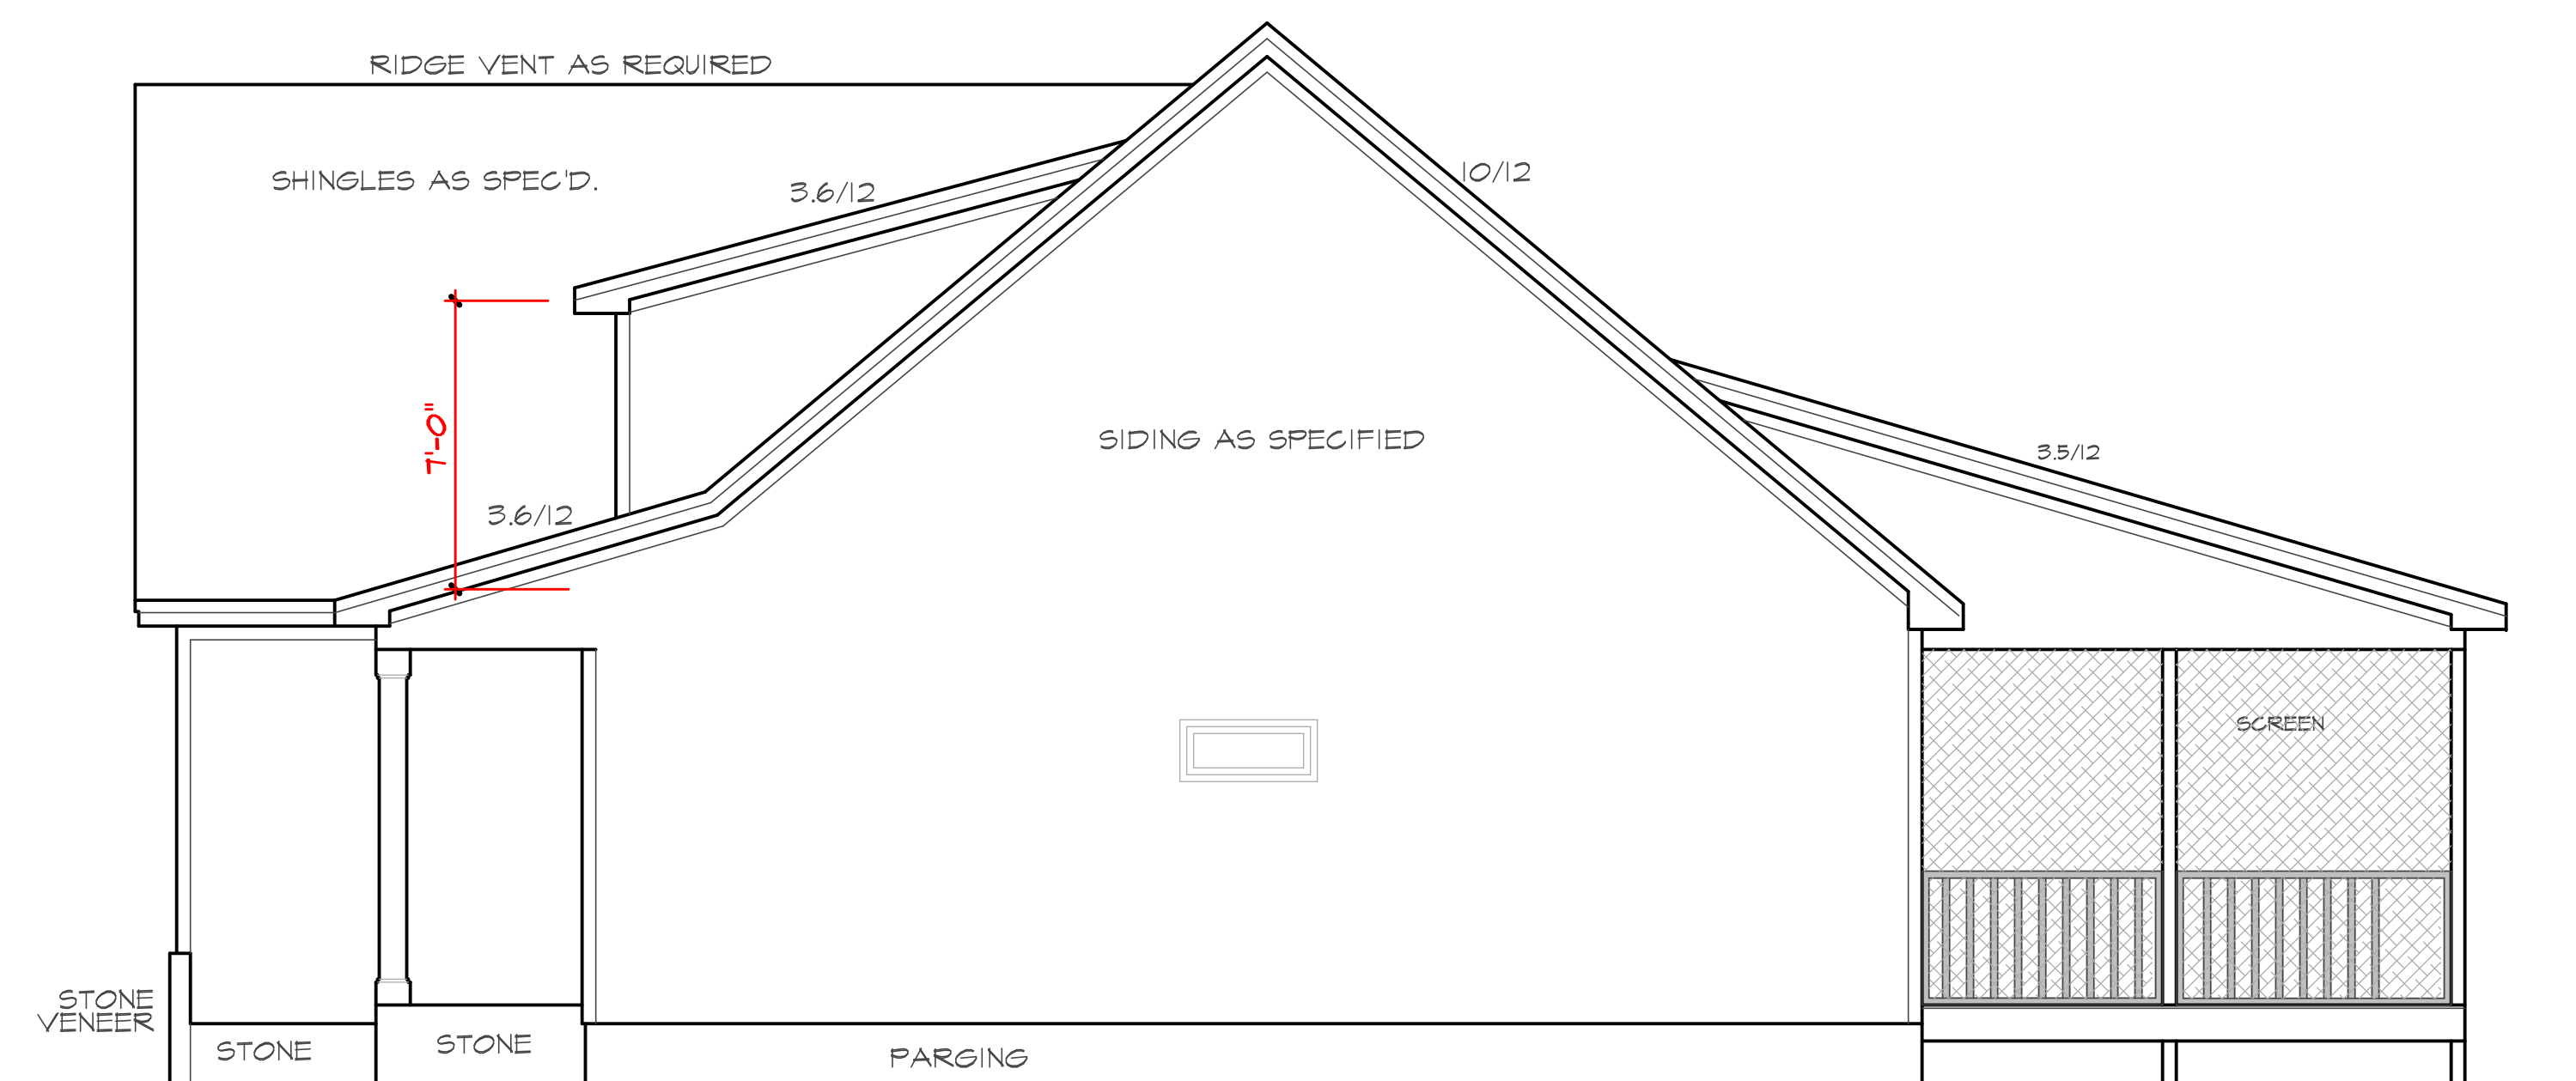 RIDGE VENT AS REQUIRED
SHINGLES AS SPEC'D.
3.6/12
10/12
7'-0"
SIDING AS SPECIFIED
3.5/12
3.6/12
SCREEN
STONE
VENEER
STONE
STONE
PARGING